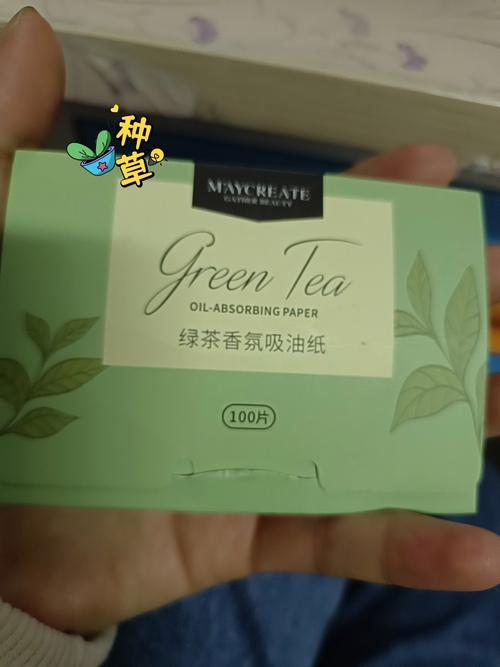 种草
MAYCREATE
GATHER BEAUTY
Green Tea
OIL-ABSORBING PAPER
绿茶香氛吸油纸
100片